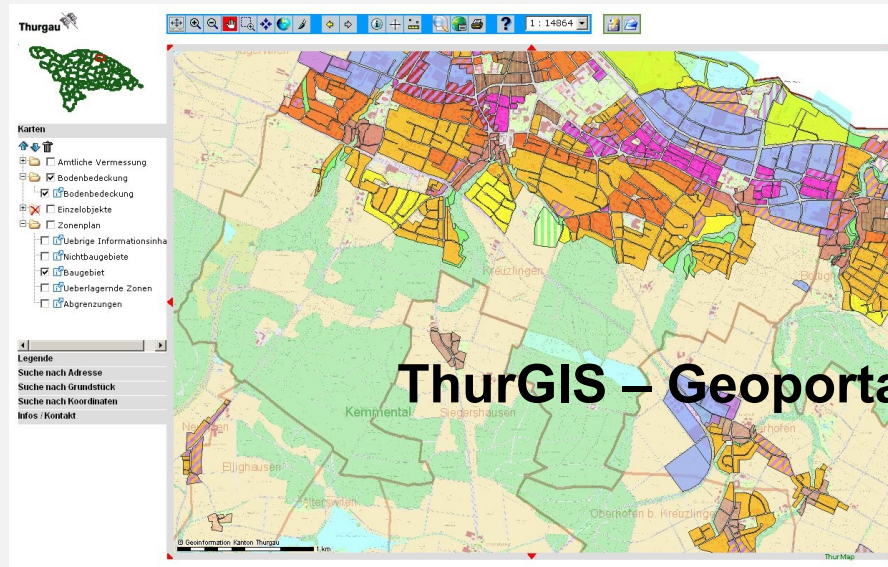 Thurgau
1 : 14864
Karten
Amtliche Vermessung
Bodenbedeckung
Bodenbedeckung
Einzelobjekte
Zonenplan
Uebrige Informationsinha
Nichtbaugebiete
Baugebiet
Ueberlagernde Zonen
Abgrenzungen
Legende
Suche nach Adresse
Suche nach Grundstück
Suche nach Koordinaten
Infos / Kontakt
Kreuzlingen
ThurGIS – Geoporta
Kemmental
Siegershausen
Ellighausen
Alterswilen
Oberhofen b. Kreuzlinge
© Geoinformation Kanton Thurgau
1 km
ThurMap